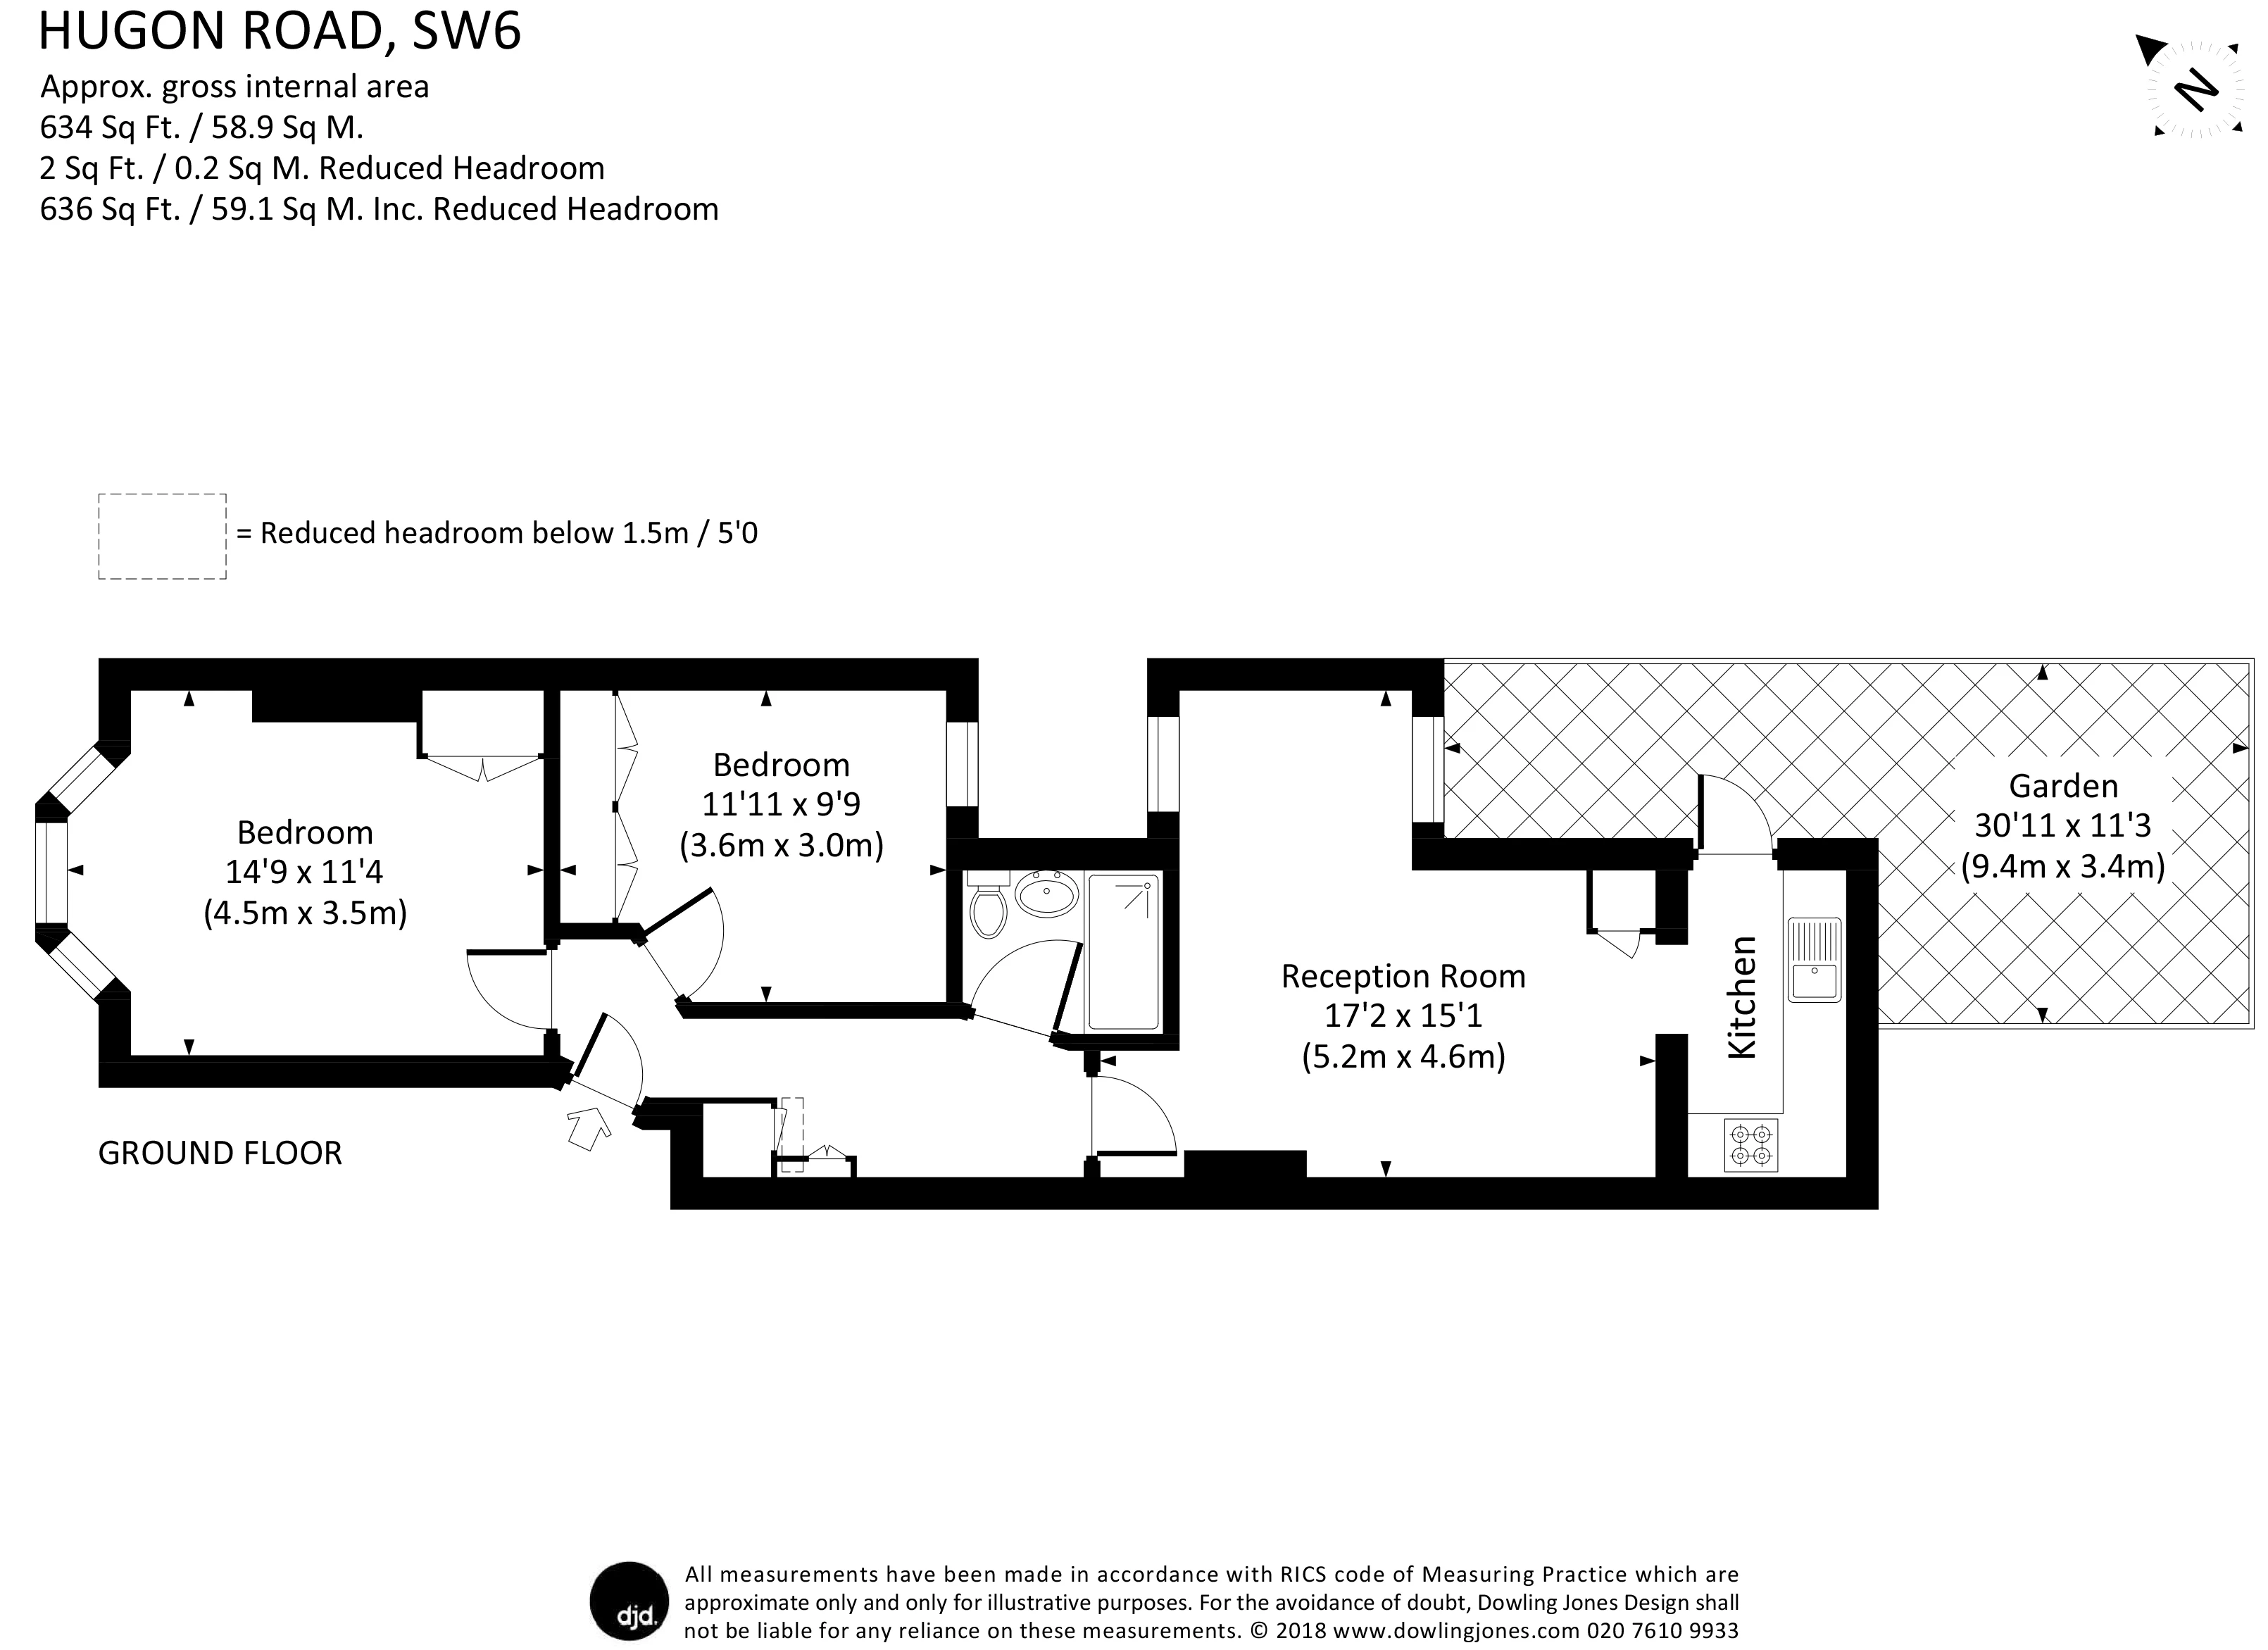 HUGON ROAD, SW6
Approx. gross internal area
634 Sq Ft. / 58.9 Sq M.
2 Sq Ft. / 0.2 Sq M. Reduced Headroom
636 Sq Ft. / 59.1 Sq M. Inc. Reduced Headroom
N
= Reduced headroom below 1.5m / 5'0
Bedroom
14'9 x 11'4
(4.5m x 3.5m)
Bedroom
11'11 x 9'9
(3.6m x 3.0m)
Reception Room
17'2 x 15'1
(5.2m x 4.6m)
Kitchen
Garden
30'11 x 11'3
(9.4m x 3.4m)
GROUND FLOOR
djd.
All measurements have been made in accordance with RICS code of Measuring Practice which are
approximate only and only for illustrative purposes. For the avoidance of doubt, Dowling Jones Design shall
not be liable for any reliance on these measurements. © 2018 www.dowlingjones.com 020 7610 9933